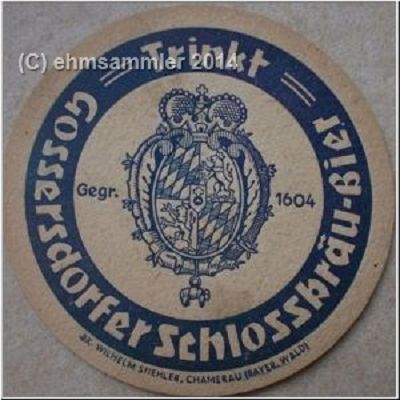 (C) ehmsammler 2014
= Trinkt =
Gossersdorfer Schlossbräu-Bier
Gegr. 1604
WILHELM STIEHLER, CHAMERAU (BAYER. WALD)